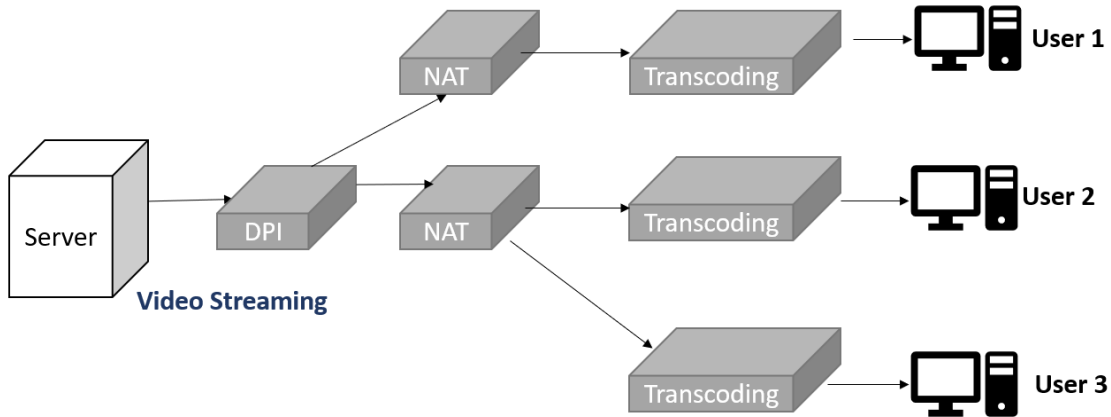 NAT
Transcoding
User 1
Server
DPI
NAT
Transcoding
User 2
Video Streaming
Transcoding
User 3